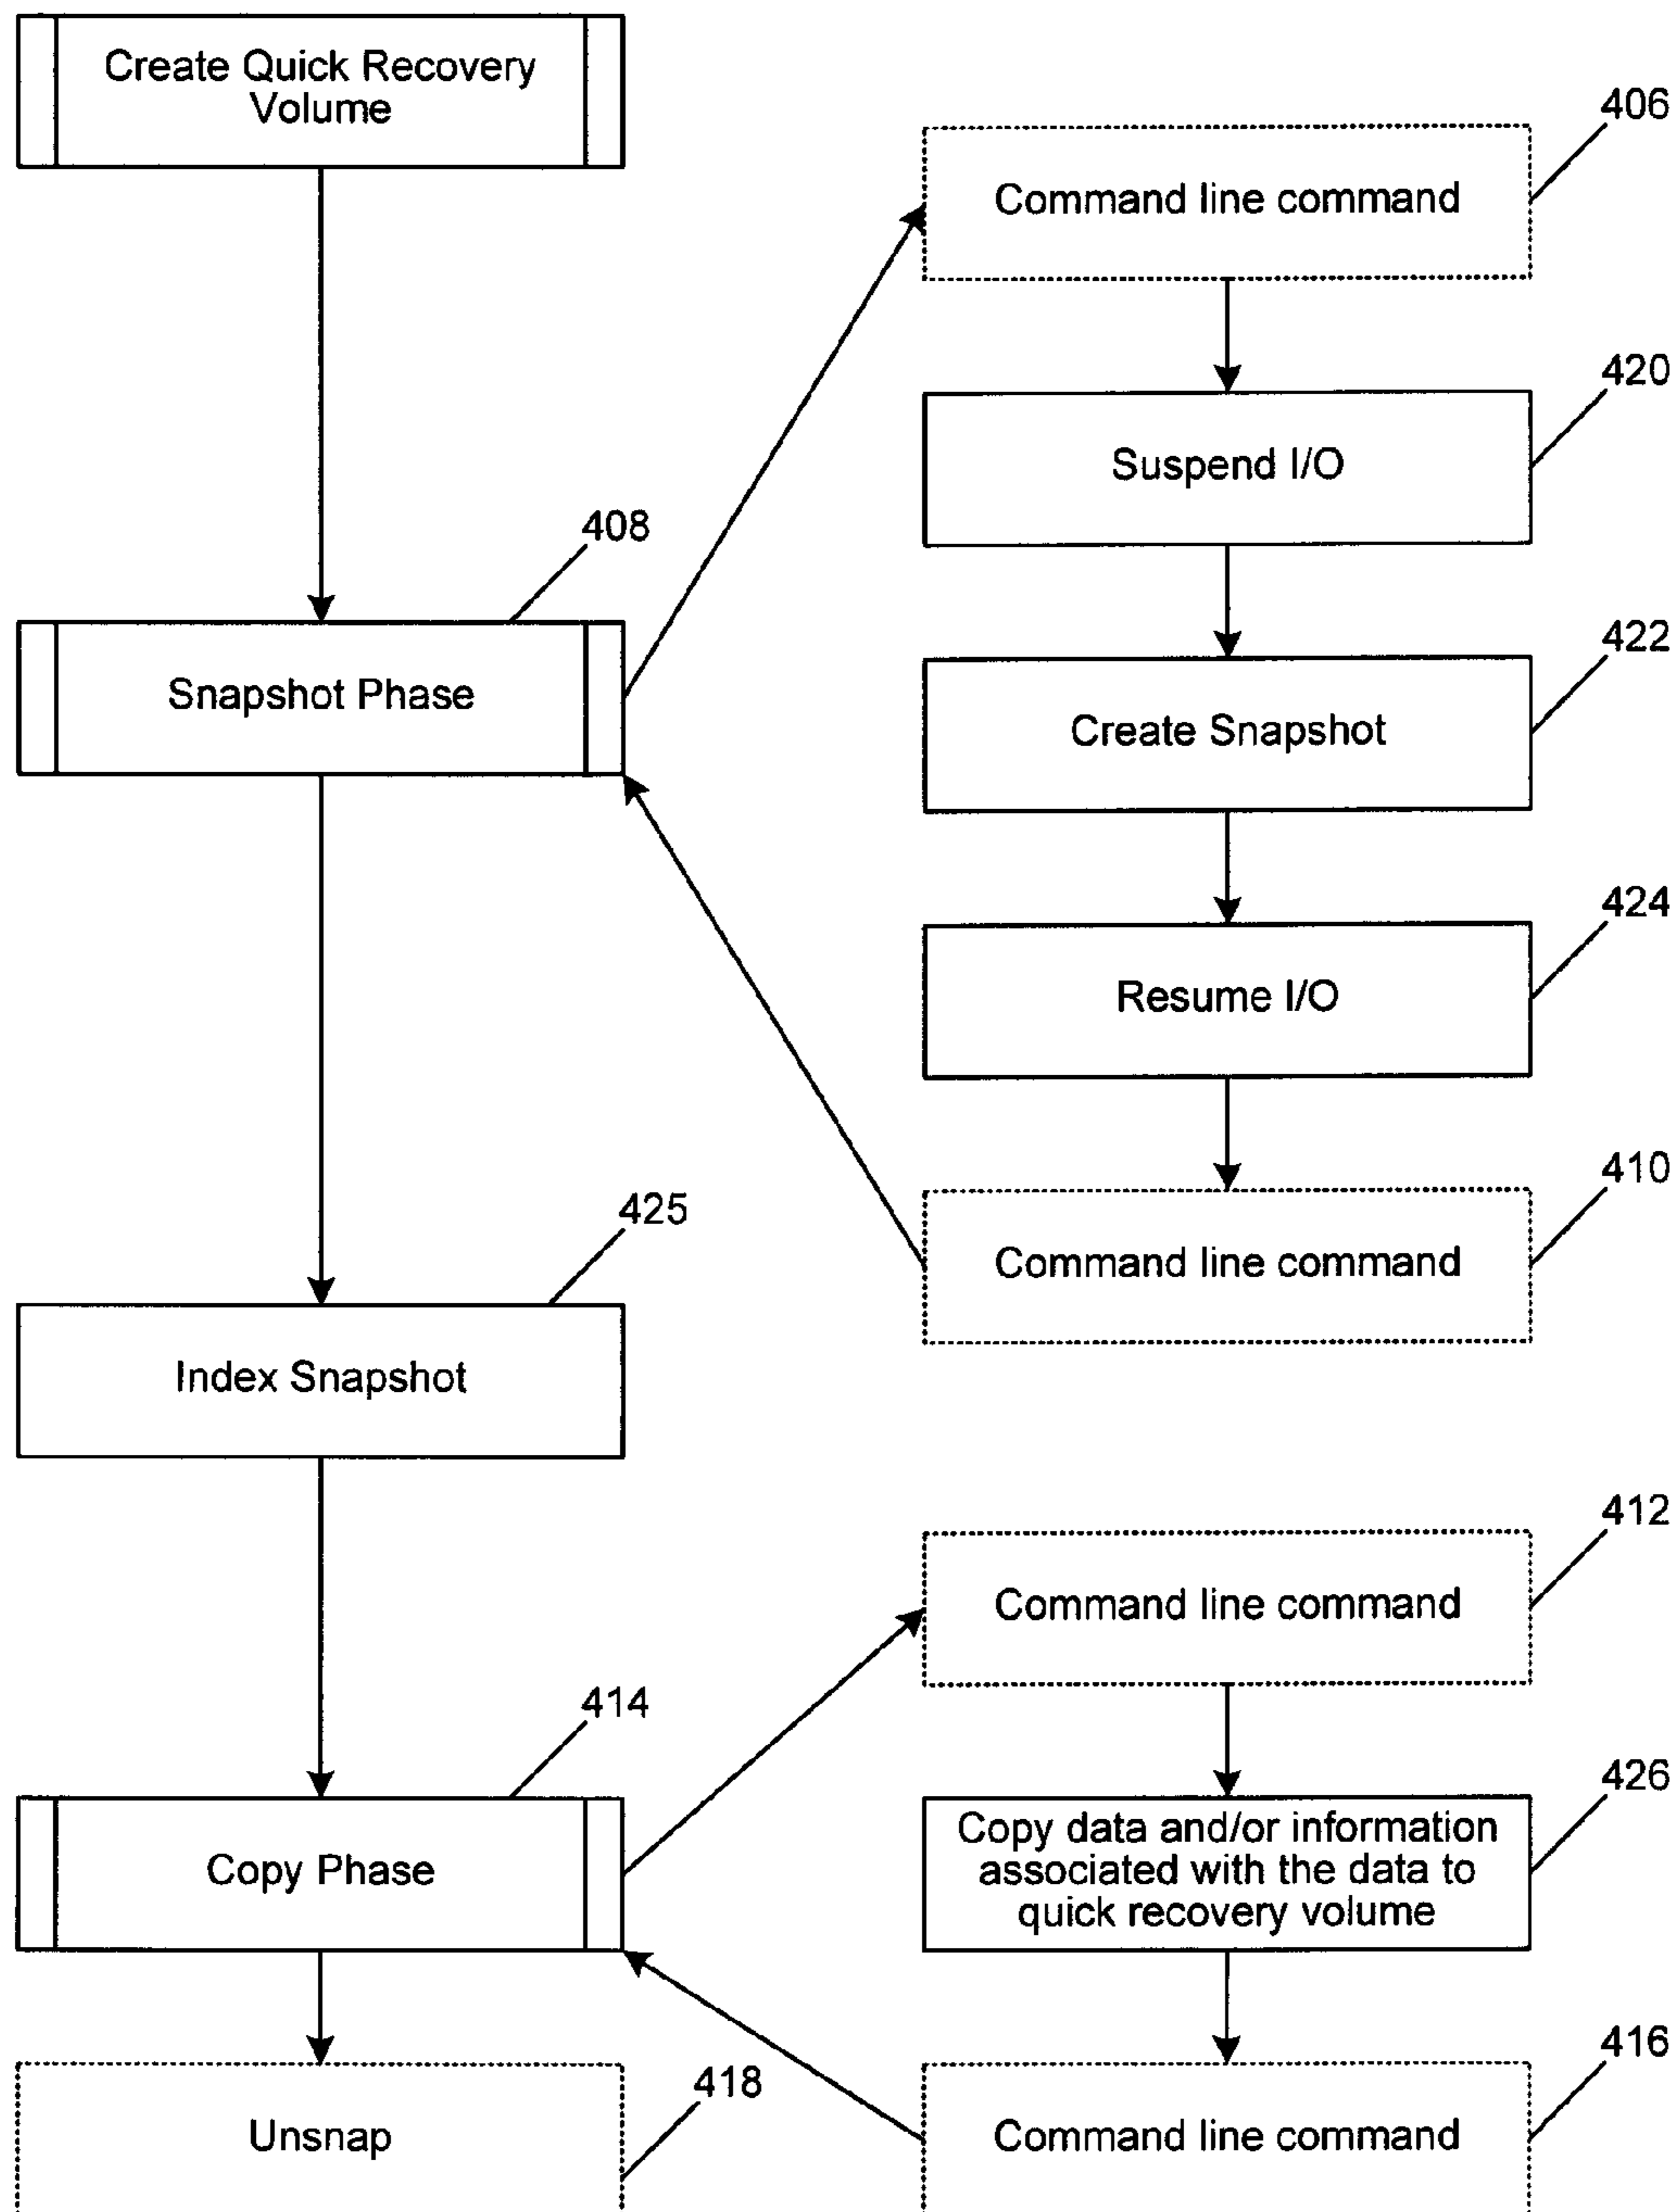 Create Quick Recovery
Volume
406
Command line command
420
Suspend I/O
408
Snapshot Phase
422
Create Snapshot
424
Resume I/O
410
Command line command
425
Index Snapshot
412
Command line command
414
Copy Phase
426
Copy data and/or information
associated with the data to
quick recovery volume
418
Unsnap
416
Command line command